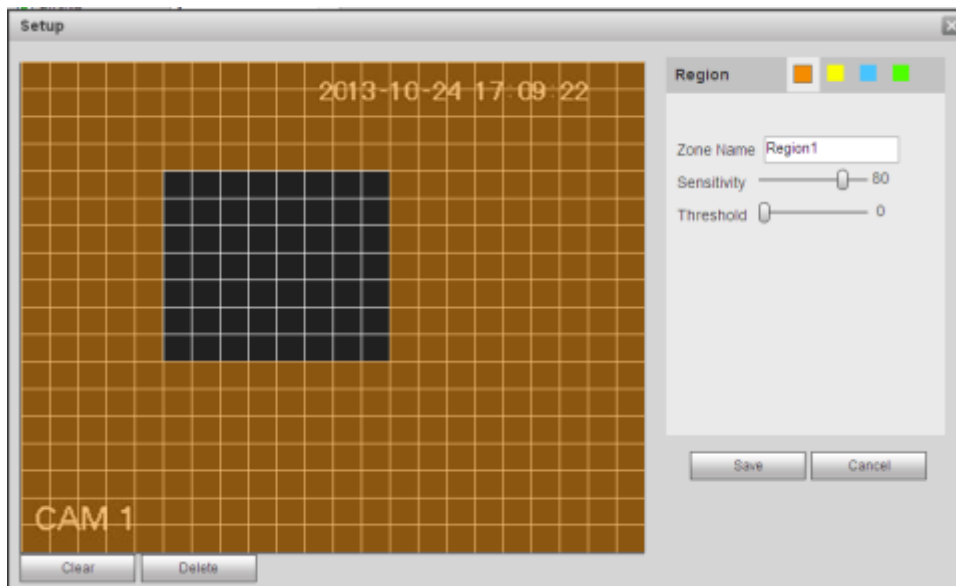 Setup
2013-10-24 17:09:22
CAM 1
Clear
Delete
Region
Zone Name Region1
Sensitivity 80
Threshold 0
Save
Cancel